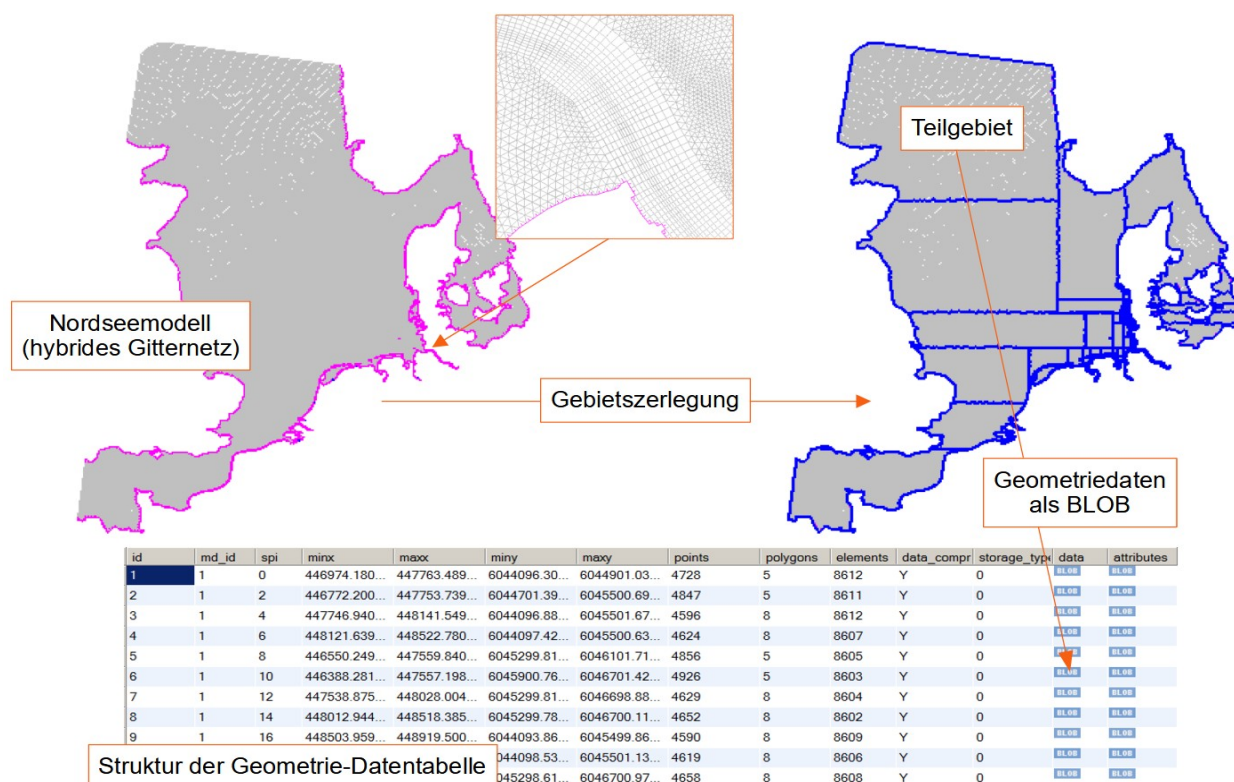 Teilgebiet
Nordseemodell
(hybrides Gitternetz)
Gebietszerlegung
Geometriedaten
als BLOB
id md_id spi minx maxx miny maxy points polygons elements data_compr storage_type data attributes
1 1 0 446974.180... 447763.489... 6044096.30... 6044901.03... 4728 5 8612 Y 0 BLOB BLOB
2 1 2 446772.200... 447753.739... 6044701.39... 6045500.69... 4847 5 8611 Y 0 BLOB BLOB
3 1 4 447746.940... 448141.549... 6044096.88... 6045501.67... 4596 8 8612 Y 0 BLOB BLOB
4 1 6 448121.639... 448522.780... 6044097.42... 6045500.63... 4624 8 8607 Y 0 BLOB BLOB
5 1 8 446550.249... 447559.840... 6045299.81... 6046101.71... 4856 5 8605 Y 0 BLOB BLOB
6 1 10 446388.281... 447557.198... 6045900.76... 6046701.42... 4926 5 8603 Y 0 BLOB BLOB
7 1 12 447538.875... 448028.004... 6045299.81... 6046698.88... 4629 8 8604 Y 0 BLOB BLOB
8 1 14 448012.944... 448518.385... 6045299.78... 6046700.11... 4652 8 8602 Y 0 BLOB BLOB
9 1 16 448503.959... 448919.500... 6044093.86... 6045499.86... 4590 8 8609 Y 0 BLOB BLOB
044098.53... 6045501.13... 4619 8 8606 Y 0 BLOB BLOB
Struktur der Geometrie-Datentabelle
045298.61... 6046700.97... 4658 8 8608 Y 0 BLOB BLOB